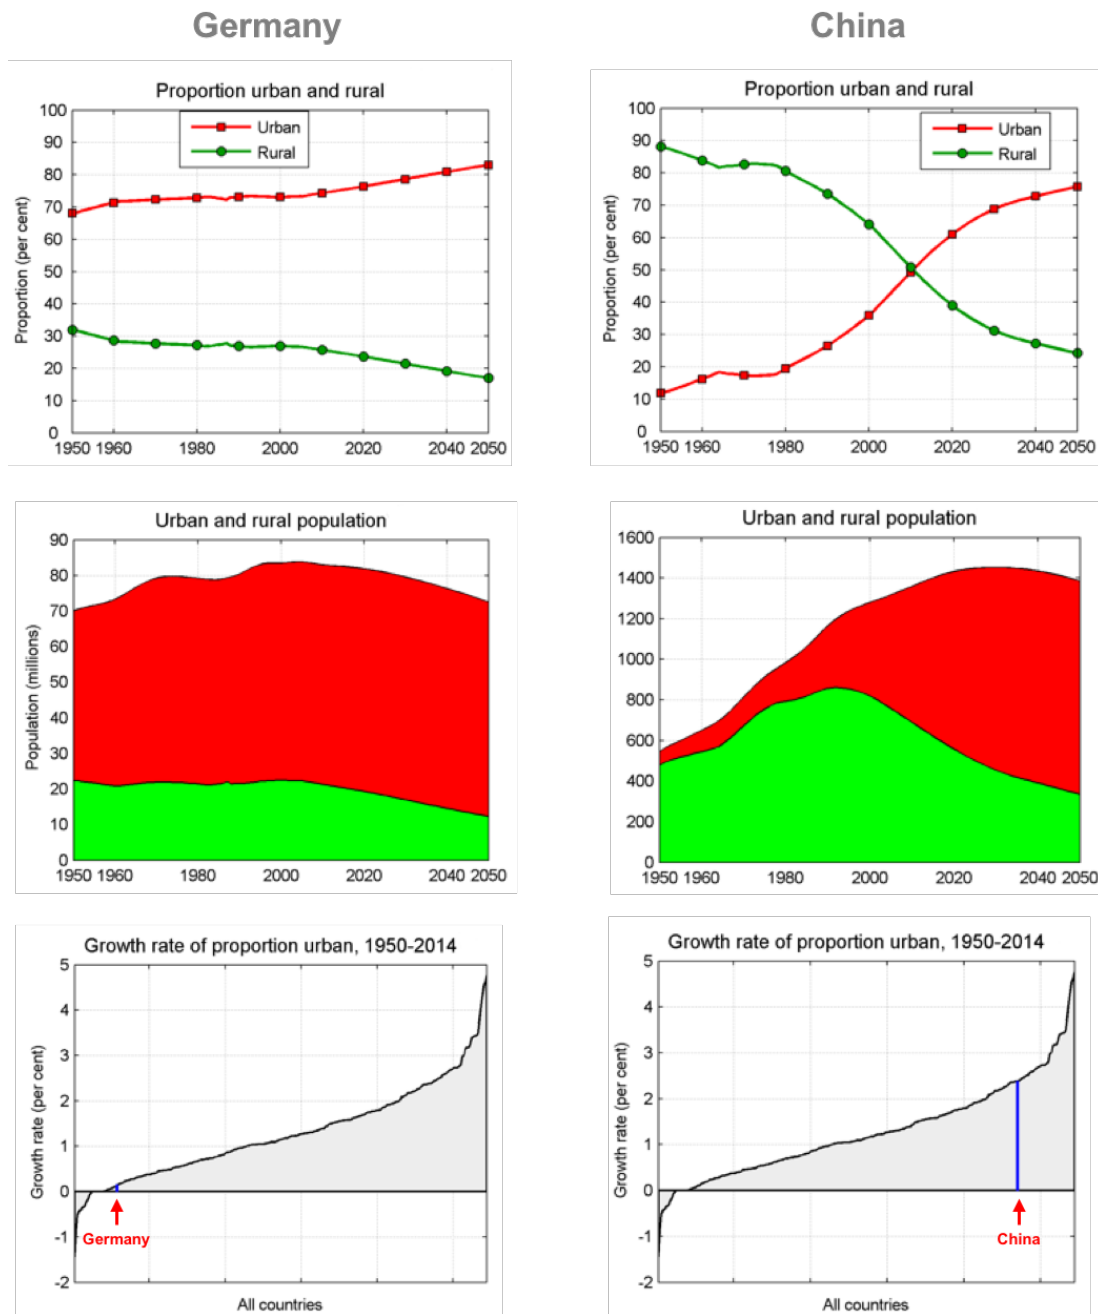 Germany
China
Proportion urban and rural
Proportion (per cent)
100
90
80
70
60
50
40
30
20
10
0
Urban
Rural
1950 1960 1980 2000 2020 2040 2050
Proportion urban and rural
Proportion (per cent)
100
90
80
70
60
50
40
30
20
10
0
Urban
Rural
1950 1960 1980 2000 2020 2040 2050
Urban and rural population
Population (millions)
90
80
70
60
50
40
30
20
10
0
1950 1960 1980 2000 2020 2040 2050
Urban and rural population
1600
1400
1200
1000
800
600
400
200
0
1950 1960 1980 2000 2020 2040 2050
Growth rate of proportion urban, 1950-2014
Growth rate (per cent)
5
4
3
2
1
0
-1
-2
Germany
All countries
Growth rate of proportion urban, 1950-2014
Growth rate (per cent)
5
4
3
2
1
0
-1
-2
China
All countries